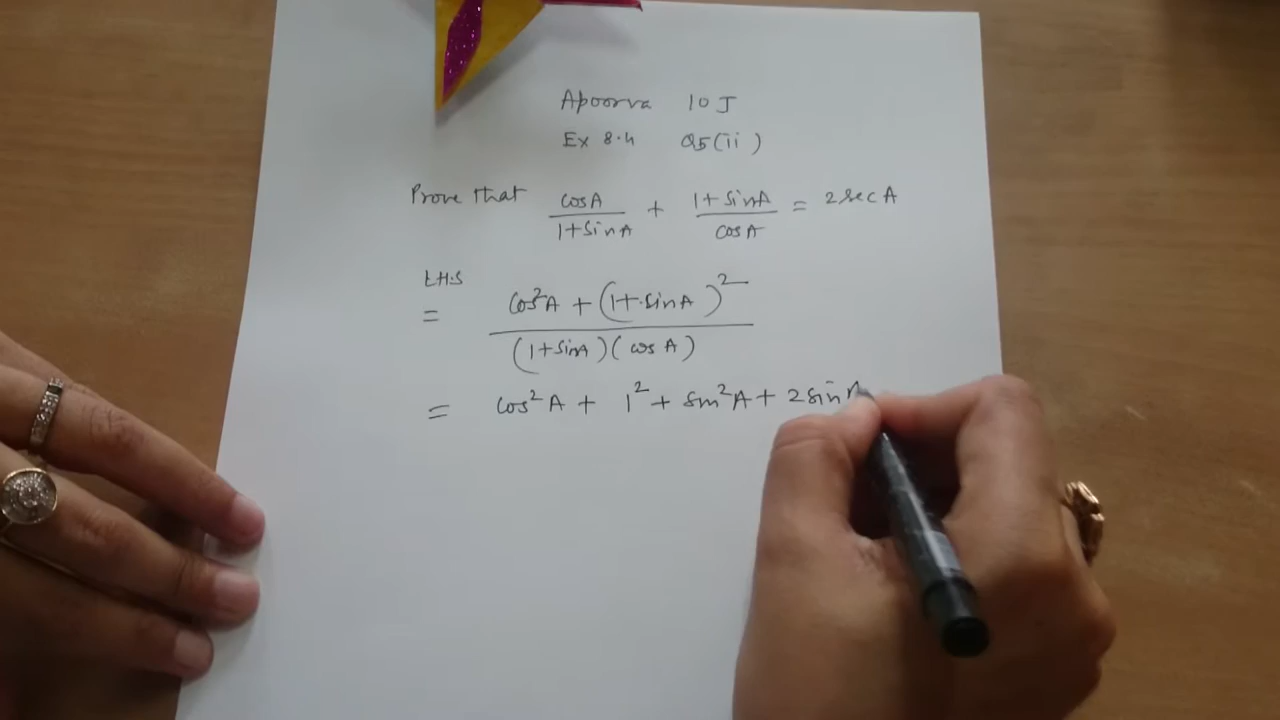 Apoorva 10 J
Ex 8.4 Q5(ii)
Prove that cosA/1+sinA + 1+sinA/cosA = 2secA
L.H.S
= cos²A + (1+sinA)²/(1+sinA)(cosA)
= cos²A + 1² + sin²A + 2sinA